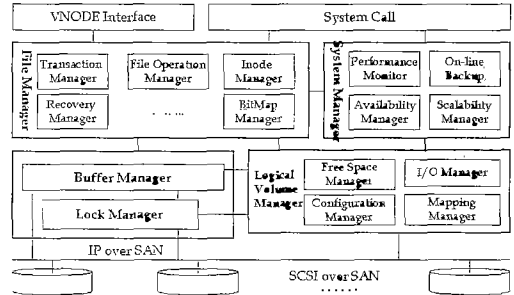 VNODE Interface
System Call
File Manager
Transaction Manager
File Operation Manager
Inode Manager
Recovery Manager
. . . . .
BitMap Manager
System Manager
Performance Monitor
On-line Backup
Availability Manager
Scalability Manager
Buffer Manager
Lock Manager
Logical Volume Manager
Free Space Manager
I/O Manager
Configuration Manager
Mapping Manager
IP over SAN
SCSI over SAN
. . . . . .